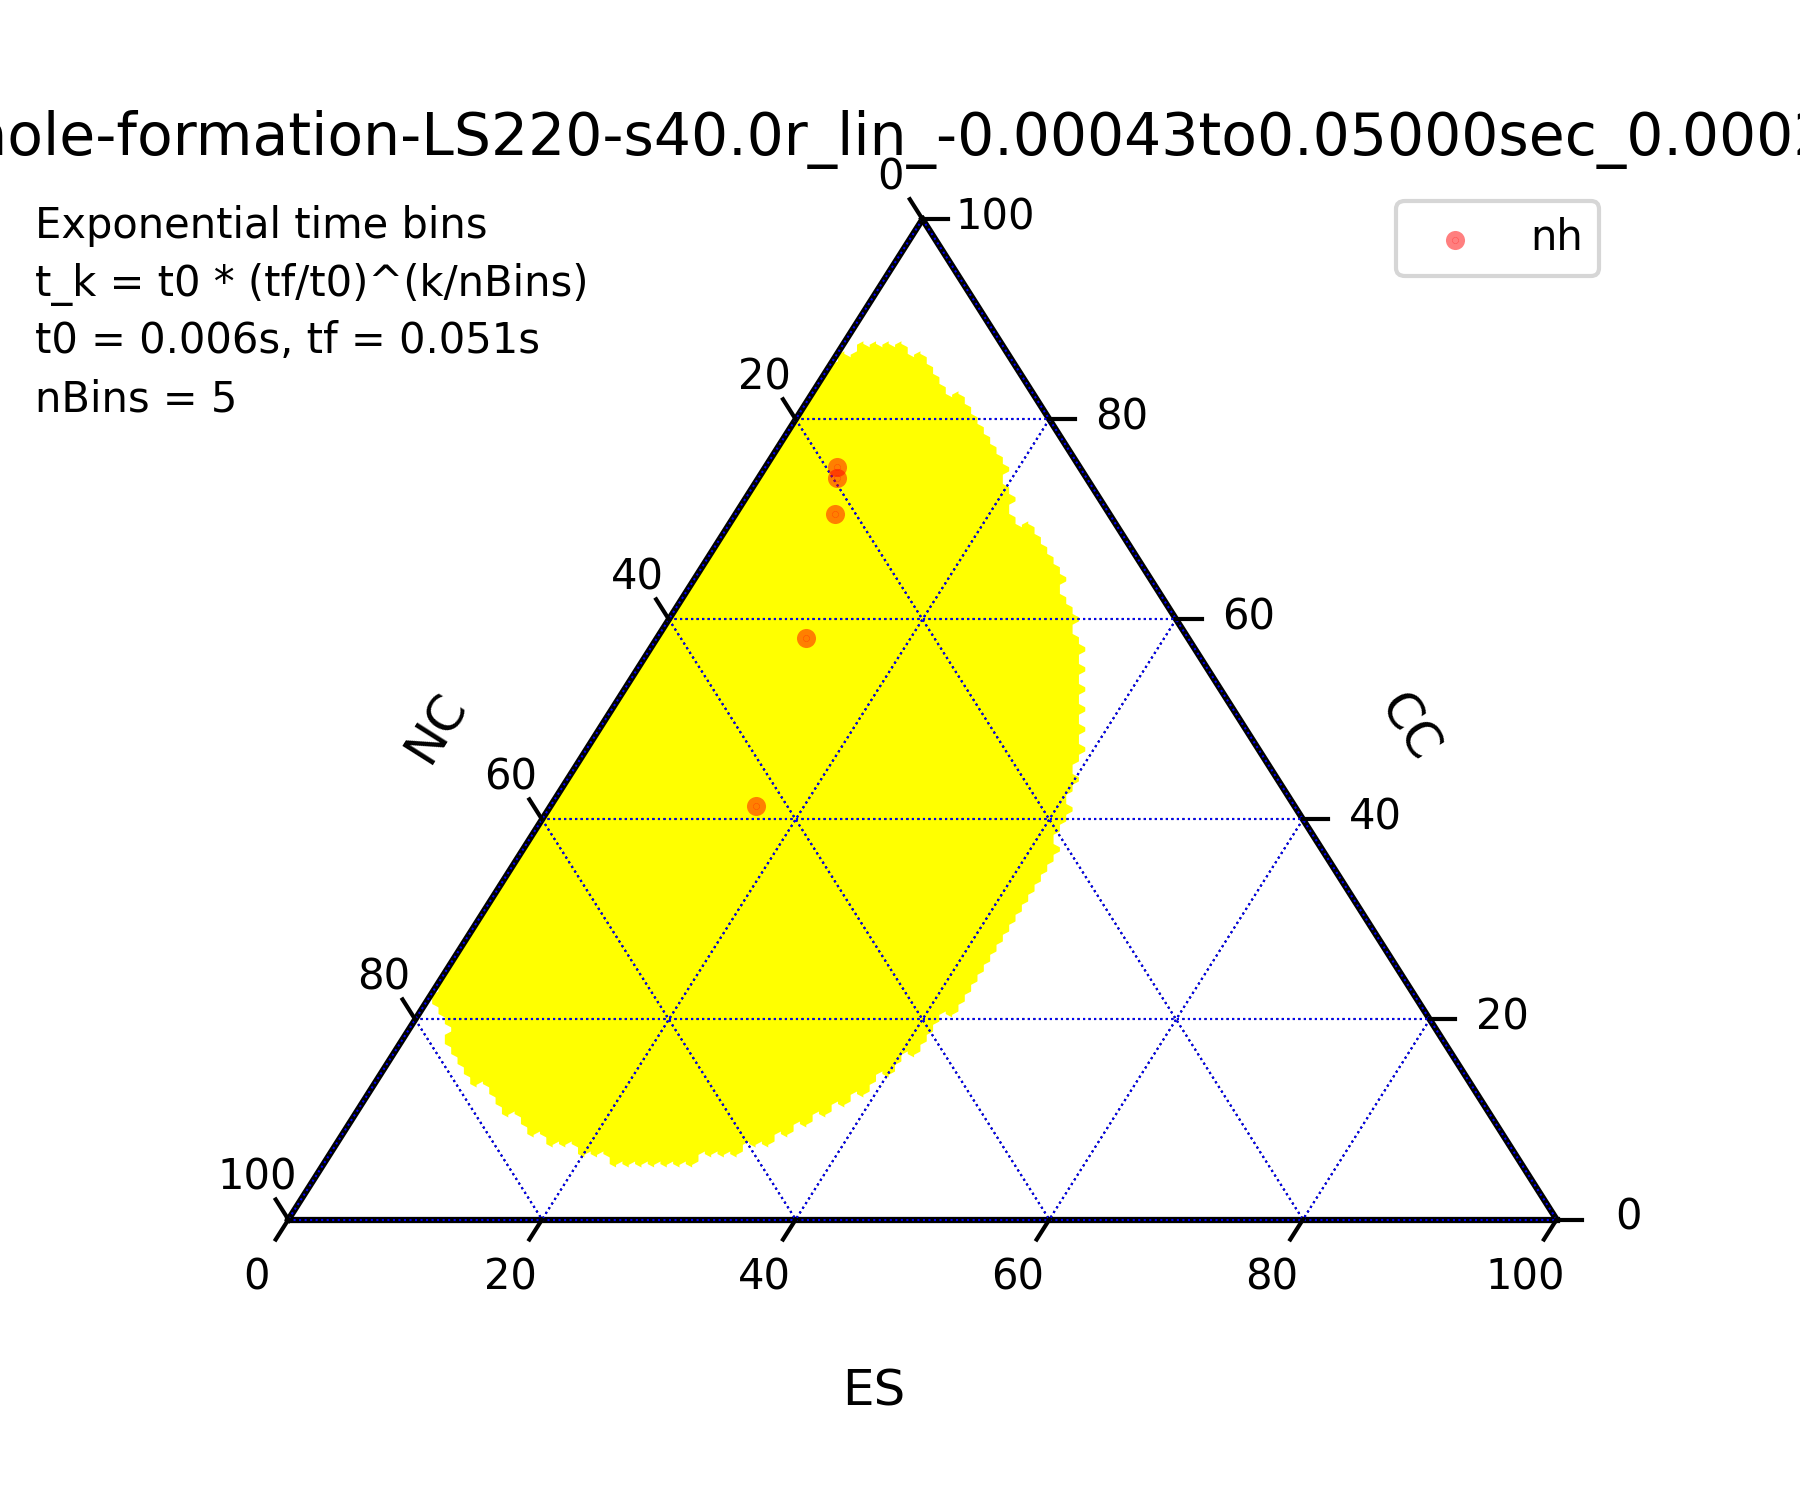 hole-formation-LS220-s40.0r_lin_-0.00043to0.05000sec_0.000
0
100
Exponential time bins
t_k = t0 * (tf/t0)^(k/nBins)
t0 = 0.006s, tf = 0.051s
nBins = 5
nh
20
80
40
60
NC
CC
60
40
80
20
100
0
0
20
40
60
80
100
ES